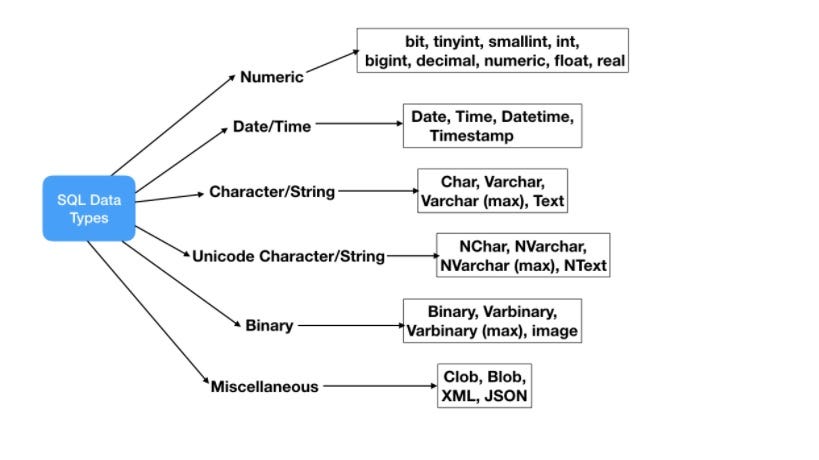 SQL Data
Types
Numeric
bit, tinyint, smallint, int,
bigint, decimal, numeric, float, real
Date/Time
Date, Time, Datetime,
Timestamp
Character/String
Char, Varchar,
Varchar (max), Text
Unicode Character/String
NChar, NVarchar,
NVarchar (max), NText
Binary
Binary, Varbinary,
Varbinary (max), image
Miscellaneous
Clob, Blob,
XML, JSON